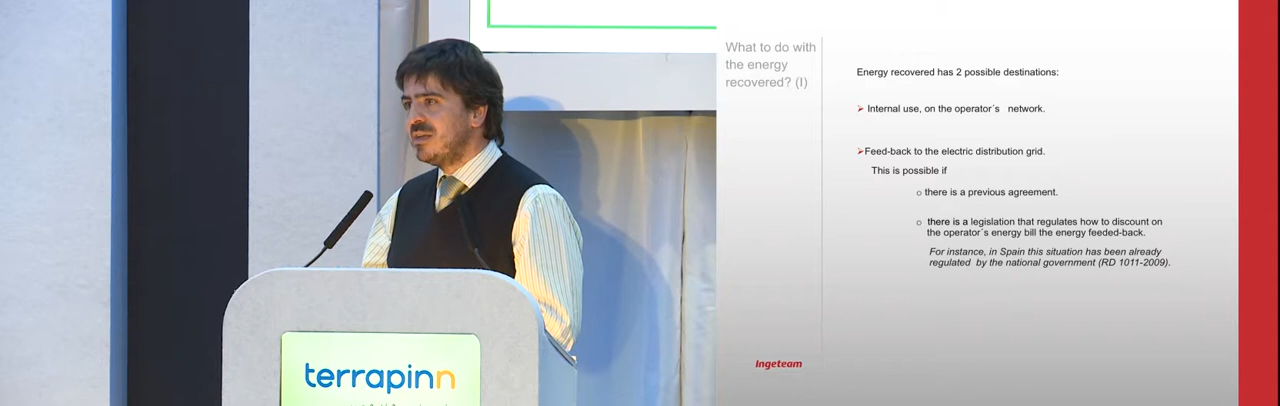 terrapinn
What to do with
the energy
recovered? (I)
Energy recovered has 2 possible destinations:
➢ Internal use, on the operator´s network.
➢Feed-back to the electric distribution grid.
This is possible if
o there is a previous agreement.
o there is a legislation that regulates how to discount on
the operator´s energy bill the energy feeded-back.
For instance, in Spain this situation has been already
regulated by the national government (RD 1011-2009).
Ingeteam